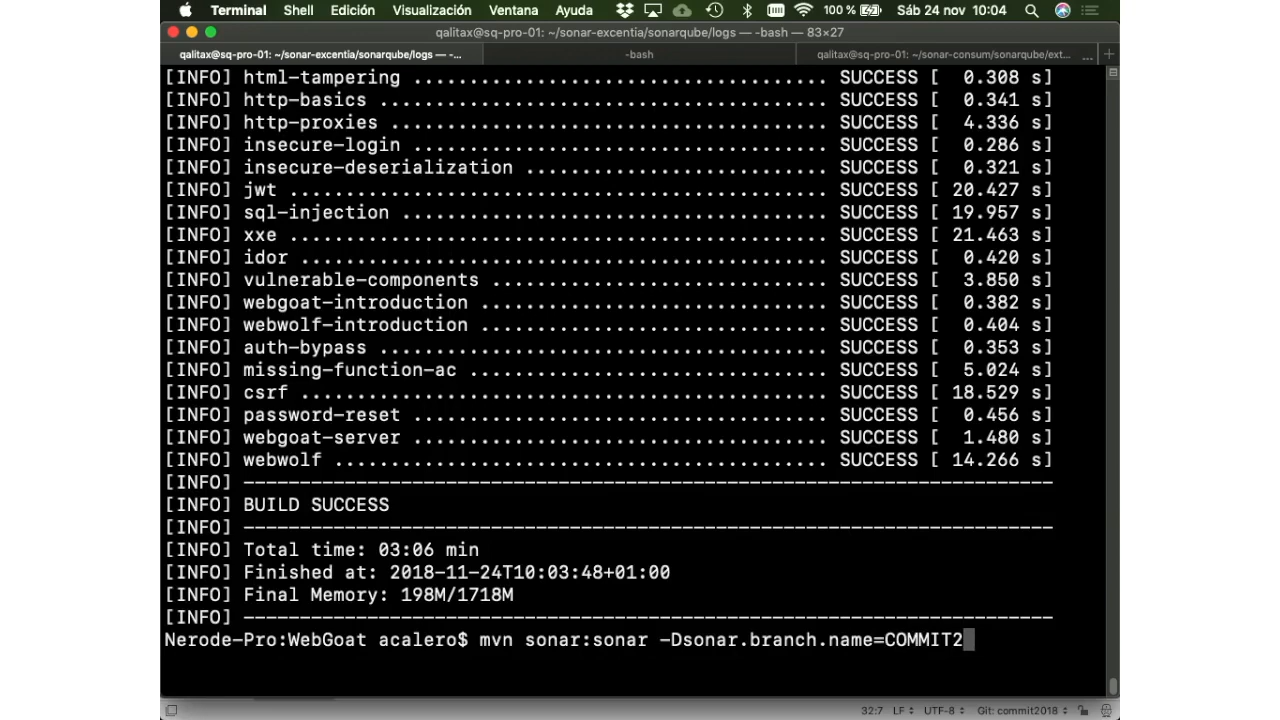 Terminal Shell Edición Visualización Ventana Ayuda 100 % Sáb 24 nov 10:04
qalitax@sq-pro-01: ~/sonar-excentia/sonarqube/logs — -bash — 83×27
qalitax@sq-pro-01: ~/sonar-excentia/sonarqube/logs — -... -bash qalitax@sq-pro-01: ~/sonar-consum/sonarqube/ext... ... +
[INFO] html-tampering ..................................... SUCCESS [  0.308 s]
[INFO] http-basics ........................................ SUCCESS [  0.341 s]
[INFO] http-proxies ....................................... SUCCESS [  4.336 s]
[INFO] insecure-login ..................................... SUCCESS [  0.286 s]
[INFO] insecure-deserialization ........................... SUCCESS [  0.321 s]
[INFO] jwt ................................................ SUCCESS [ 20.427 s]
[INFO] sql-injection ...................................... SUCCESS [ 19.957 s]
[INFO] xxe ................................................ SUCCESS [ 21.463 s]
[INFO] idor ............................................... SUCCESS [  0.420 s]
[INFO] vulnerable-components .............................. SUCCESS [  3.850 s]
[INFO] webgoat-introduction ............................... SUCCESS [  0.382 s]
[INFO] webwolf-introduction ............................... SUCCESS [  0.404 s]
[INFO] auth-bypass ........................................ SUCCESS [  0.353 s]
[INFO] missing-function-ac ................................ SUCCESS [  5.024 s]
[INFO] csrf ............................................... SUCCESS [ 18.529 s]
[INFO] password-reset ..................................... SUCCESS [  0.456 s]
[INFO] webgoat-server ..................................... SUCCESS [  1.480 s]
[INFO] webwolf ............................................ SUCCESS [ 14.266 s]
[INFO] ------------------------------------------------------------------------
[INFO] BUILD SUCCESS
[INFO] ------------------------------------------------------------------------
[INFO] Total time: 03:06 min
[INFO] Finished at: 2018-11-24T10:03:48+01:00
[INFO] Final Memory: 198M/1718M
[INFO] ------------------------------------------------------------------------
Nerode-Pro:WebGoat acalero$ mvn sonar:sonar -Dsonar.branch.name=COMMIT2
32:7 LF UTF-8 Git: commit2018